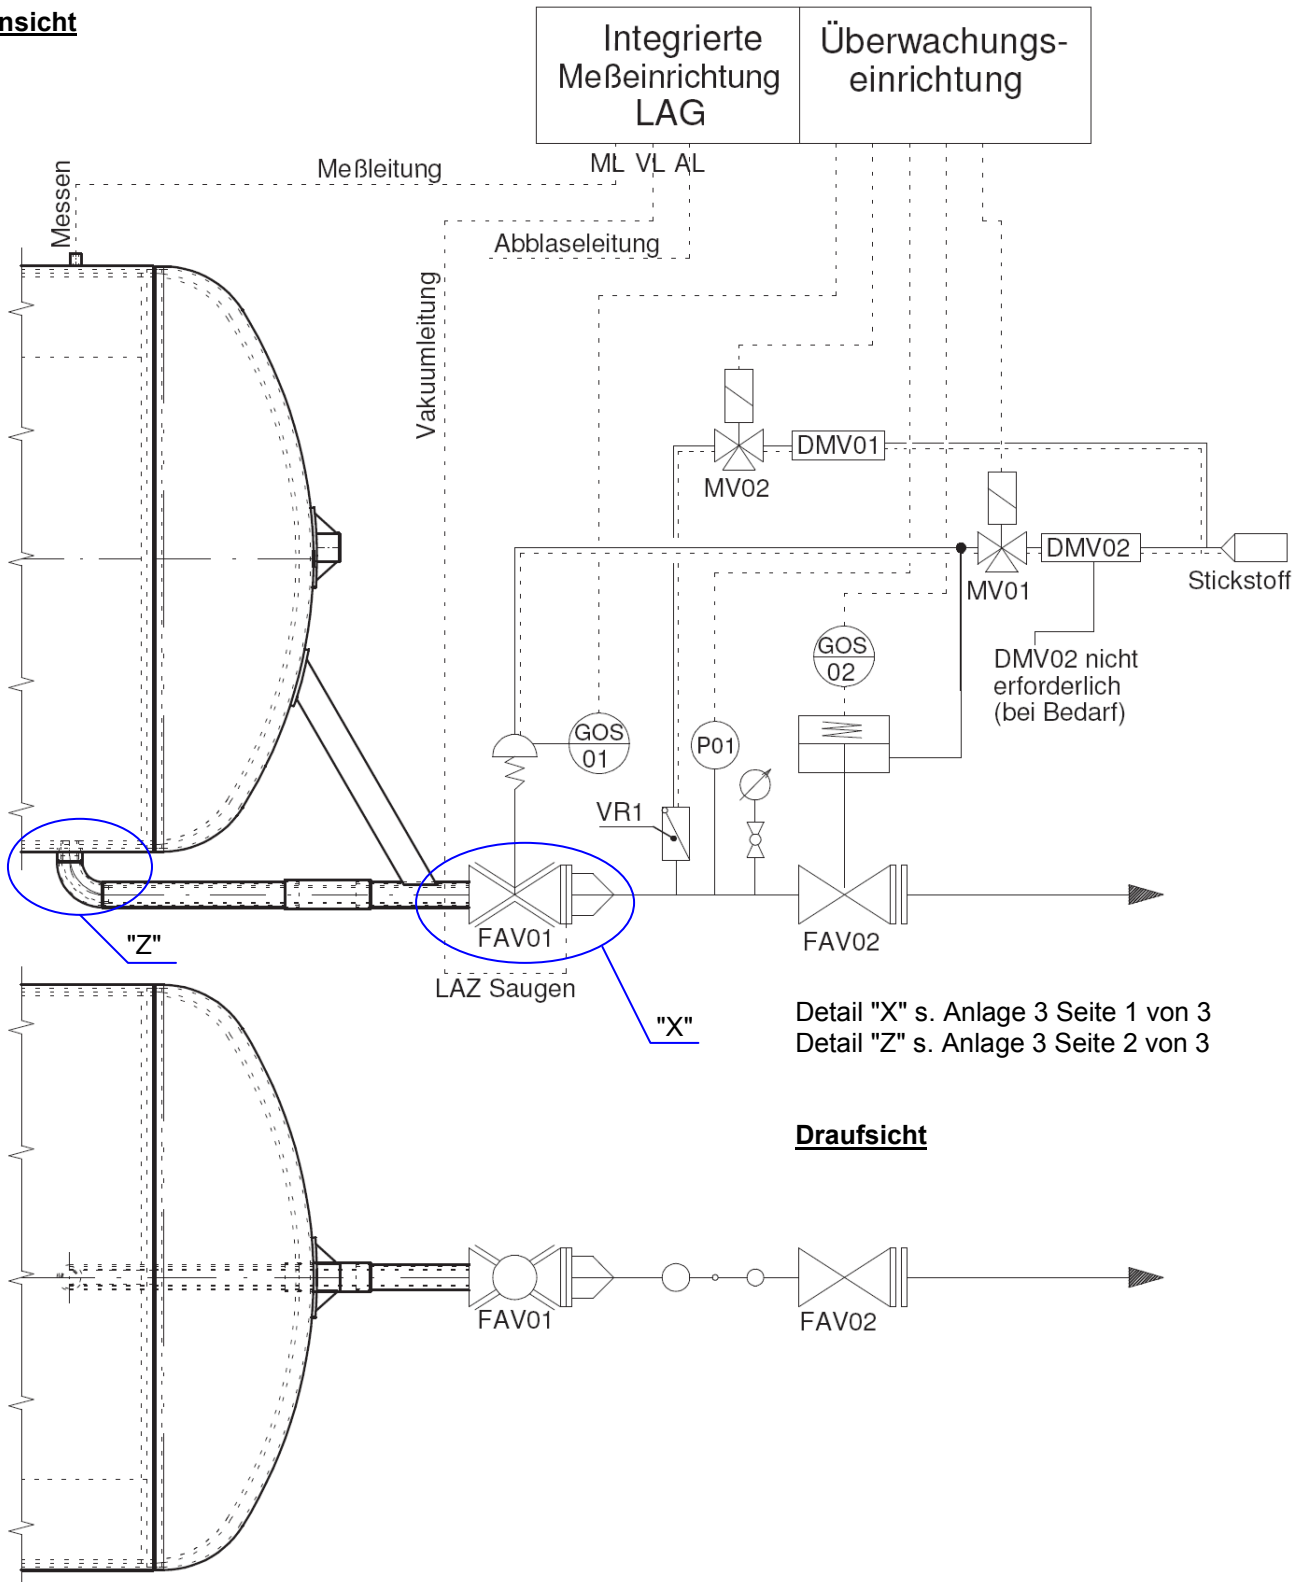 nsicht
Integrierte
Meßeinrichtung
LAG
Überwachungs-
einrichtung
ML VL AL
Meßleitung
Messen
Abblaseleitung
Vakuumleitung
DMV01
MV02
DMV02
MV01
Stickstoff
GOS
02
DMV02 nicht
erforderlich
(bei Bedarf)
GOS
01
P01
VR1
FAV01
FAV02
"Z"
LAZ Saugen
"X"
Detail "X" s. Anlage 3 Seite 1 von 3
Detail "Z" s. Anlage 3 Seite 2 von 3
Draufsicht
FAV01
FAV02